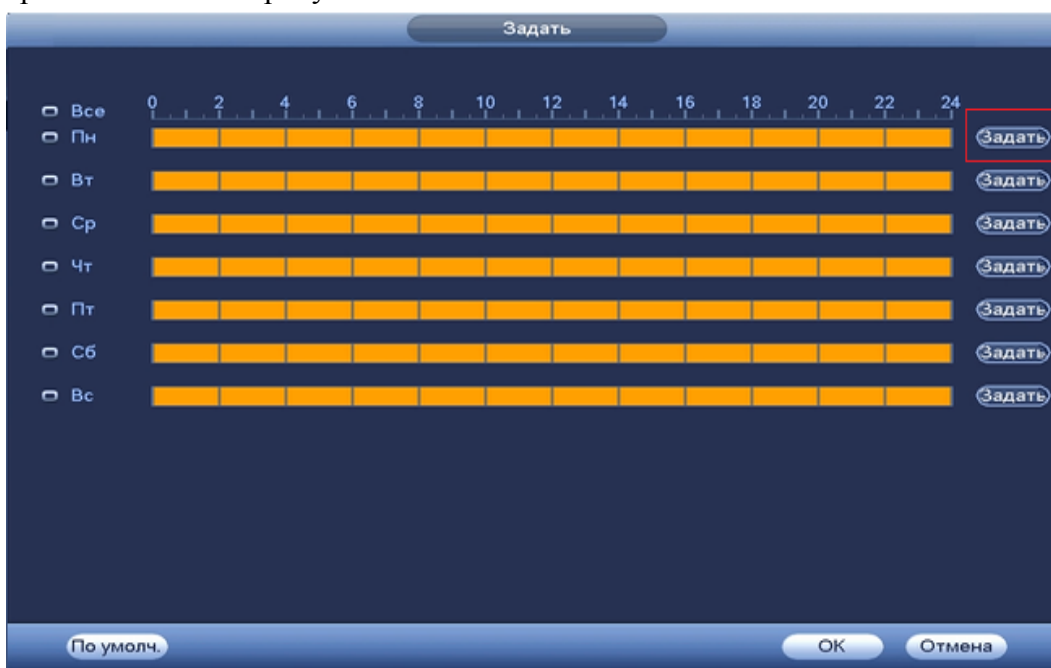 Задать
Все 0 2 4 6 8 10 12 14 16 18 20 22 24
Пн Задать
Вт Задать
Ср Задать
Чт Задать
Пт Задать
Сб Задать
Вс Задать
По умолч. OK Отмена